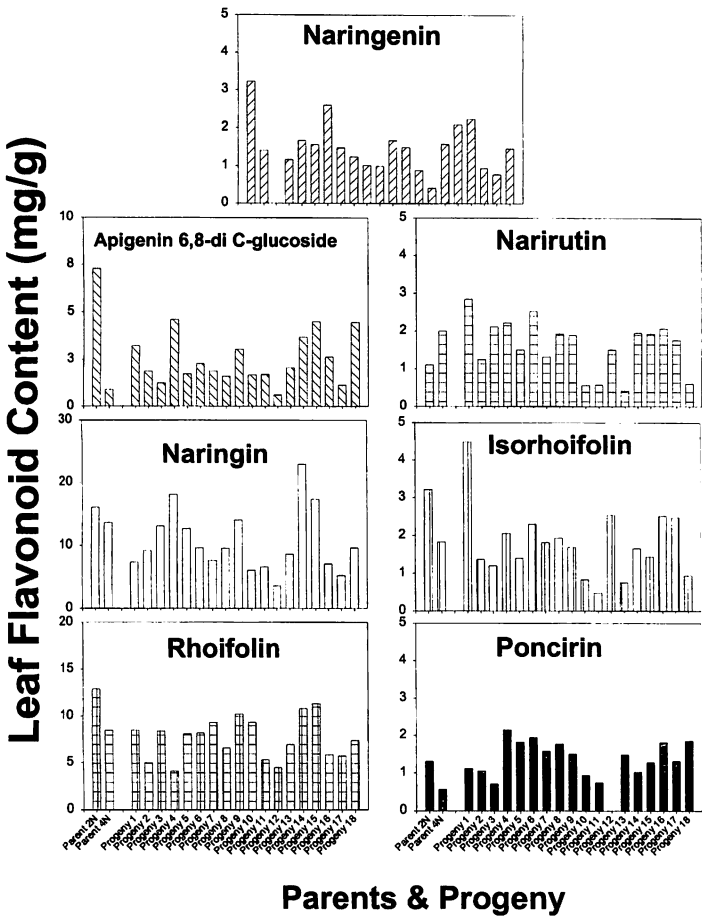 Leaf Flavonoid Content (mg/g)
Naringenin
5
4
3
2
1
0
Apigenin 6,8-di C-glucoside
10
8
5
3
0
Narirutin
5
4
3
2
1
0
Naringin
30
20
10
0
Isorhoifolin
5
4
3
2
1
0
Rhoifolin
20
15
10
5
0
Poncirin
5
4
3
2
1
0
Parent 2N
Parent 4N
Progeny 1
Progeny 2
Progeny 3
Progeny 4
Progeny 5
Progeny 6
Progeny 7
Progeny 8
Progeny 9
Progeny 10
Progeny 11
Progeny 12
Progeny 13
Progeny 14
Progeny 15
Progeny 16
Progeny 17
Progeny 18
Parent 2N
Parent 4N
Progeny 1
Progeny 2
Progeny 3
Progeny 4
Progeny 5
Progeny 6
Progeny 7
Progeny 8
Progeny 9
Progeny 10
Progeny 11
Progeny 12
Progeny 13
Progeny 14
Progeny 15
Progeny 16
Progeny 17
Progeny 18
Parents & Progeny